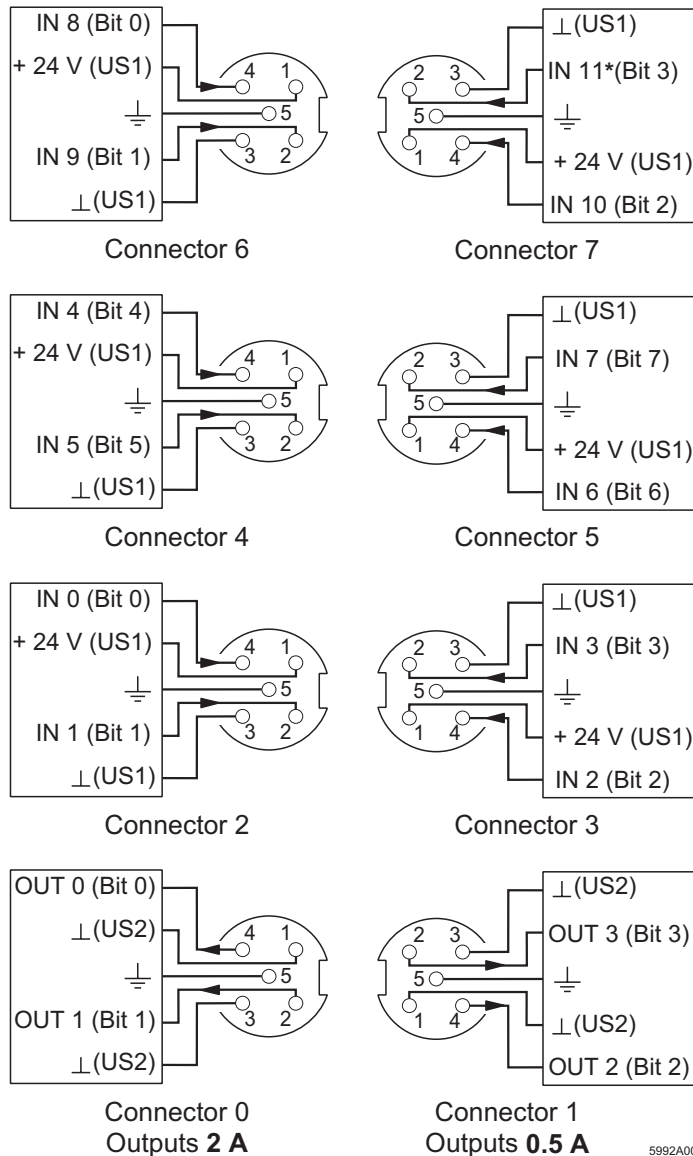 IN 8 (Bit 0)
+ 24 V (US1)
IN 9 (Bit 1)
⊥(US1)
4 1
5
3 2
Connector 6
⊥(US1)
IN 11*(Bit 3)
+ 24 V (US1)
IN 10 (Bit 2)
2 3
5
1 4
Connector 7
IN 4 (Bit 4)
+ 24 V (US1)
IN 5 (Bit 5)
⊥(US1)
4 1
5
3 2
Connector 4
⊥(US1)
IN 7 (Bit 7)
+ 24 V (US1)
IN 6 (Bit 6)
2 3
5
1 4
Connector 5
IN 0 (Bit 0)
+ 24 V (US1)
IN 1 (Bit 1)
⊥(US1)
4 1
5
3 2
Connector 2
⊥(US1)
IN 3 (Bit 3)
+ 24 V (US1)
IN 2 (Bit 2)
2 3
5
1 4
Connector 3
OUT 0 (Bit 0)
⊥(US2)
OUT 1 (Bit 1)
⊥(US2)
4 1
5
3 2
Connector 0
Outputs 2 A
⊥(US2)
OUT 3 (Bit 3)
⊥(US2)
OUT 2 (Bit 2)
2 3
5
1 4
Connector 1
Outputs 0.5 A